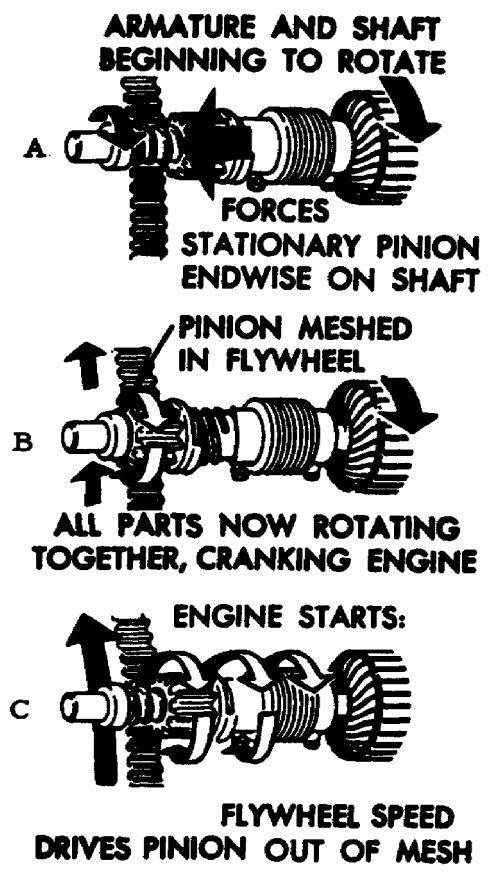 ARMATURE AND SHAFT
BEGINNING TO ROTATE
A
FORCES
STATIONARY PINION
ENDWISE ON SHAFT
PINION MESHED
IN FLYWHEEL
B
ALL PARTS NOW ROTATING
TOGETHER, CRANKING ENGINE
ENGINE STARTS:
C
FLYWHEEL SPEED
DRIVES PINION OUT OF MESH